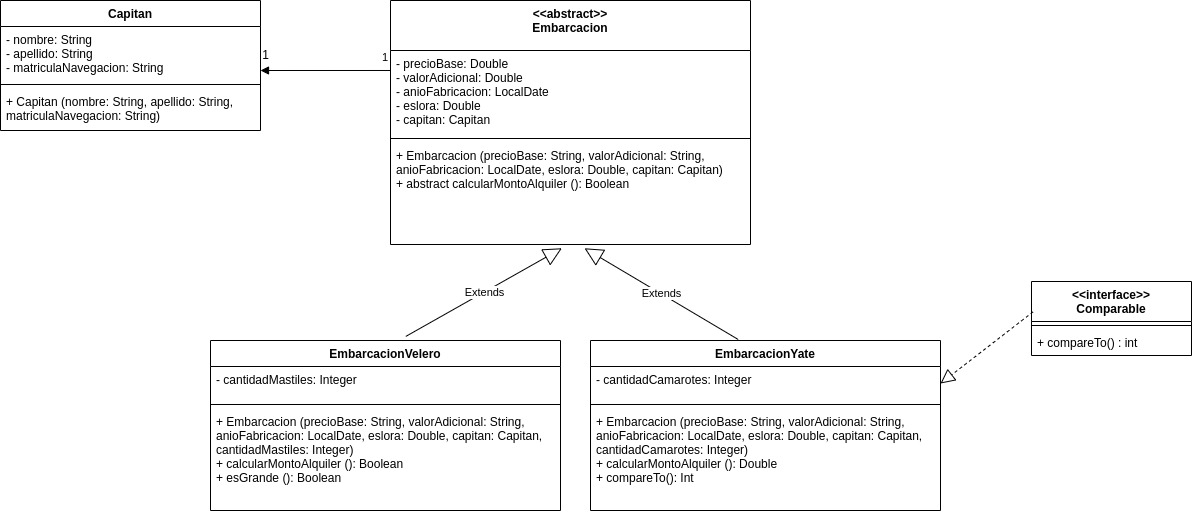 Capitan
- nombre: String
- apellido: String
- matriculaNavegacion: String
+ Capitan (nombre: String, apellido: String,
matriculaNavegacion: String)
1
1
<<abstract>>
Embarcacion
- precioBase: Double
- valorAdicional: Double
- anioFabricacion: LocalDate
- eslora: Double
- capitan: Capitan
+ Embarcacion (precioBase: String, valorAdicional: String,
anioFabricacion: LocalDate, eslora: Double, capitan: Capitan)
+ abstract calcularMontoAlquiler (): Boolean
Extends
Extends
<<interface>>
Comparable
+ compareTo() : int
EmbarcacionVelero
- cantidadMastiles: Integer
+ Embarcacion (precioBase: String, valorAdicional: String,
anioFabricacion: LocalDate, eslora: Double, capitan: Capitan,
cantidadMastiles: Integer)
+ calcularMontoAlquiler (): Boolean
+ esGrande (): Boolean
EmbarcacionYate
- cantidadCamarotes: Integer
+ Embarcacion (precioBase: String, valorAdicional: String,
anioFabricacion: LocalDate, eslora: Double, capitan: Capitan,
cantidadCamarotes: Integer)
+ calcularMontoAlquiler (): Double
+ compareTo(): Int